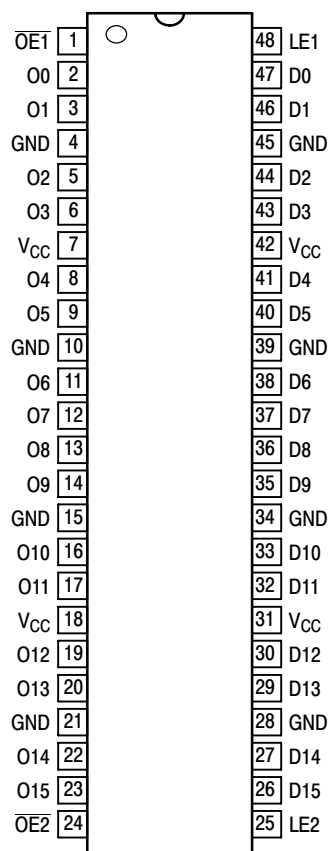 O̅E̅1̅ 1 48 LE1
O0 2 47 D0
O1 3 46 D1
GND 4 45 GND
O2 5 44 D2
O3 6 43 D3
VCC 7 42 VCC
O4 8 41 D4
O5 9 40 D5
GND 10 39 GND
O6 11 38 D6
O7 12 37 D7
O8 13 36 D8
O9 14 35 D9
GND 15 34 GND
O10 16 33 D10
O11 17 32 D11
VCC 18 31 VCC
O12 19 30 D12
O13 20 29 D13
GND 21 28 GND
O14 22 27 D14
O15 23 26 D15
O̅E̅2̅ 24 25 LE2